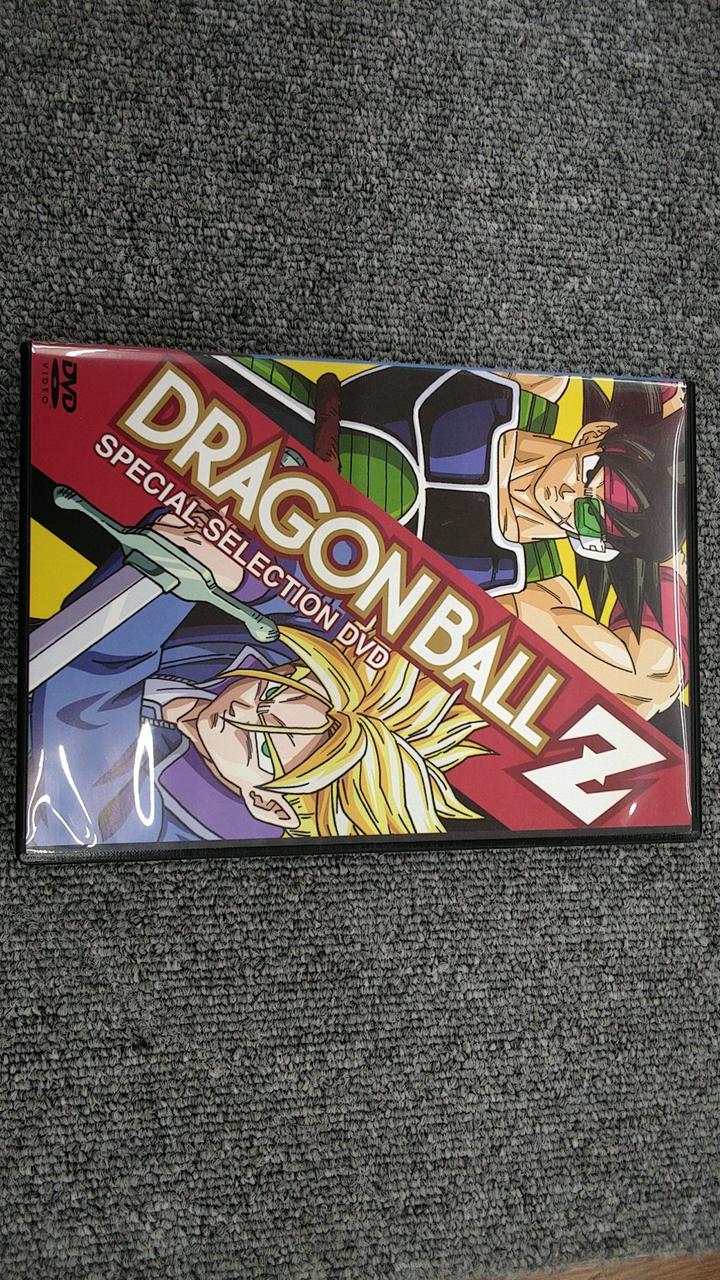 DRAGON BALL Z
SPECIAL SELECTION DVD
DVD
VIDEO